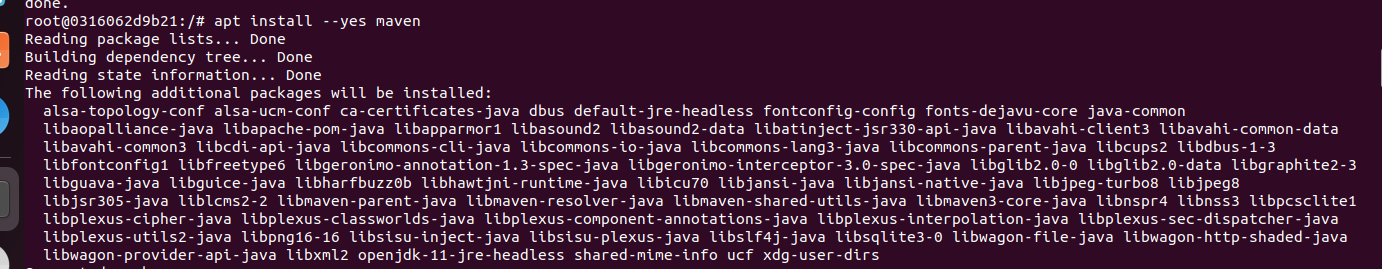 done.
root@0316062d9b21:/# apt install --yes maven
Reading package lists... Done
Building dependency tree... Done
Reading state information... Done
The following additional packages will be installed:
  alsa-topology-conf alsa-ucm-conf ca-certificates-java dbus default-jre-headless fontconfig-config fonts-dejavu-core java-common
  libaopalliance-java libapache-pom-java libapparmor1 libasound2 libasound2-data libatinject-jsr330-api-java libavahi-client3 libavahi-common-data
  libavahi-common3 libcdi-api-java libcommons-cli-java libcommons-io-java libcommons-lang3-java libcommons-parent-java libcups2 libdbus-1-3
  libfontconfig1 libfreetype6 libgeronimo-annotation-1.3-spec-java libgeronimo-interceptor-3.0-spec-java libglib2.0-0 libglib2.0-data libgraphite2-3
  libguava-java libguice-java libharfbuzz0b libhawtjni-runtime-java libicu70 libjansi-java libjansi-native-java libjpeg-turbo8 libjpeg8
  libjsr305-java liblcms2-2 libmaven-parent-java libmaven-resolver-java libmaven-shared-utils-java libmaven3-core-java libnspr4 libnss3 libpcsclite1
  libplexus-cipher-java libplexus-classworlds-java libplexus-component-annotations-java libplexus-interpolation-java libplexus-sec-dispatcher-java
  libplexus-utils2-java libpng16-16 libsisu-inject-java libsisu-plexus-java libslf4j-java libsqlite3-0 libwagon-file-java libwagon-http-shaded-java
  libwagon-provider-api-java libxml2 openjdk-11-jre-headless shared-mime-info ucf xdg-user-dirs